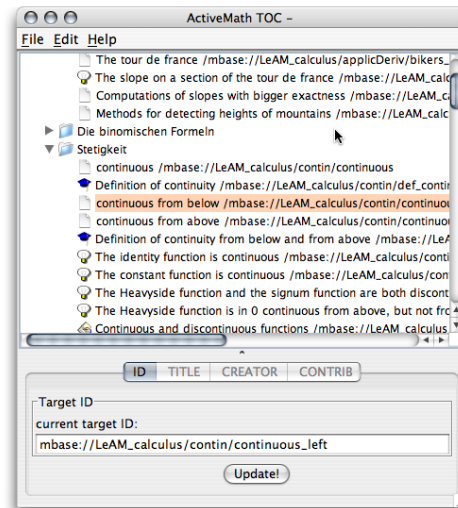 ActiveMath TOC –
File Edit Help
The tour de france /mbase://LeAM_calculus/applicDeriv/bikers_
The slope on a section of the tour de france /mbase://LeAM_calc
Computations of slopes with bigger exactness /mbase://LeAM_ca
Methods for detecting heights of mountains /mbase://LeAM_calc
Die binomischen Formeln
Stetigkeit
continuous /mbase://LeAM_calculus/contin/continuous
Definition of continuity /mbase://LeAM_calculus/contin/def_contin
continuous from below /mbase://LeAM_calculus/contin/continuou
continuous from above /mbase://LeAM_calculus/contin/continuou
Definition of continuity from below and from above /mbase://LeA
The identity function is continuous /mbase://LeAM_calculus/conti
The constant function is continuous /mbase://LeAM_calculus/con
The Heavyside function and the signum function are both discont
The Heavyside function is in 0 continuous from above, but not fro
Continuous and discontinuous functions /mbase://LeAM_calculus
ID TITLE CREATOR CONTRIB
Target ID
current target ID:
mbase://LeAM_calculus/contin/continuous_left
Update!